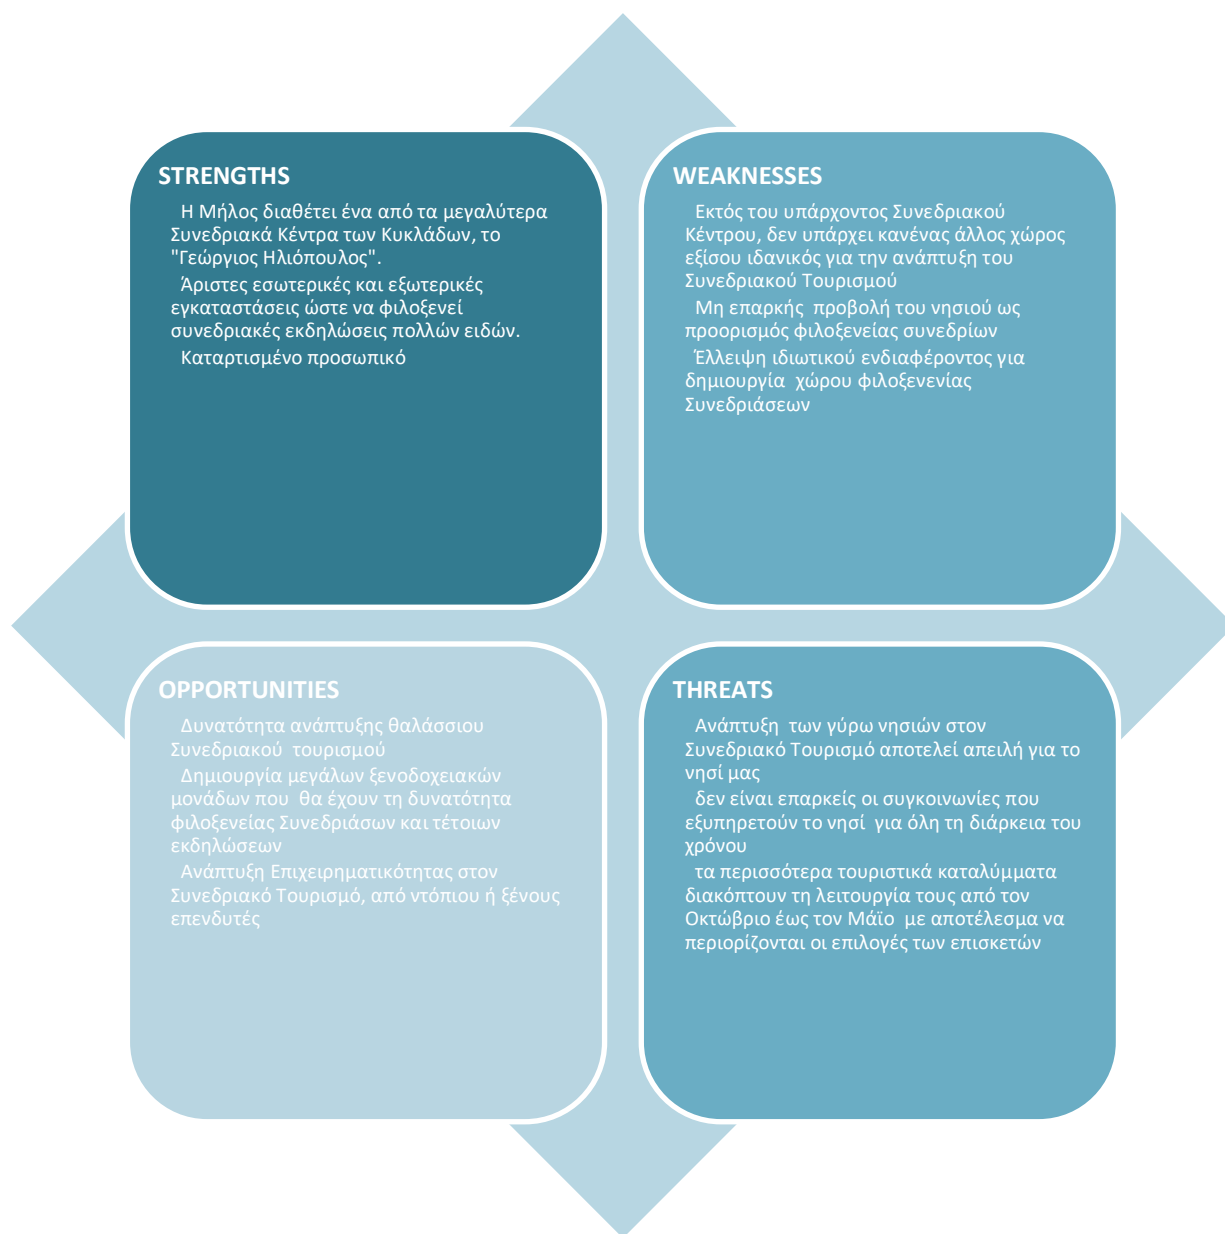 STRENGTHS
Η Μήλος διαθέτει ένα από τα μεγαλύτερα
Συνεδριακά Κέντρα των Κυκλάδων, το
"Γεώργιος Ηλιόπουλος".
Άριστες εσωτερικές και εξωτερικές
εγκαταστάσεις ώστε να φιλοξενεί
συνεδριακές εκδηλώσεις πολλών ειδών.
Καταρτισμένο προσωπικό
WEAKNESSES
Εκτός του υπάρχοντος Συνεδριακού
Κέντρου, δεν υπάρχει κανένας άλλος χώρος
εξίσου ιδανικός για την ανάπτυξη του
Συνεδριακού Τουρισμού
Μη επαρκής προβολή του νησιού ως
προορισμός φιλοξενείας συνεδρίων
Έλλειψη ιδιωτικού ενδιαφέροντος για
δημιουργία χώρου φιλοξενενίας
Συνεδριάσεων
OPPORTUNITIES
Δυνατότητα ανάπτυξης θαλάσσιου
Συνεδριακού τουρισμού
Δημιουργία μεγάλων ξενοδοχειακών
μονάδων που θα έχουν τη δυνατότητα
φιλοξενείας Συνεδριάσων και τέτοιων
εκδηλώσεων
Ανάπτυξη Επιχειρηματικότητας στον
Συνεδριακό Τουρισμό, από ντόπιου ή ξένους
επενδυτές
THREATS
Ανάπτυξη των γύρω νησιών στον
Συνεδριακό Τουρισμό αποτελεί απειλή για το
νησί μας
δεν είναι επαρκείς οι συγκοινωνίες που
εξυπηρετούν το νησί για όλη τη διάρκεια του
χρόνου
τα περισσότερα τουριστικά καταλύμματα
διακόπτουν τη λειτουργία τους από τον
Οκτώβριο έως τον Μάϊο με αποτέλεσμα να
περιορίζονται οι επιλογές των επισκετών